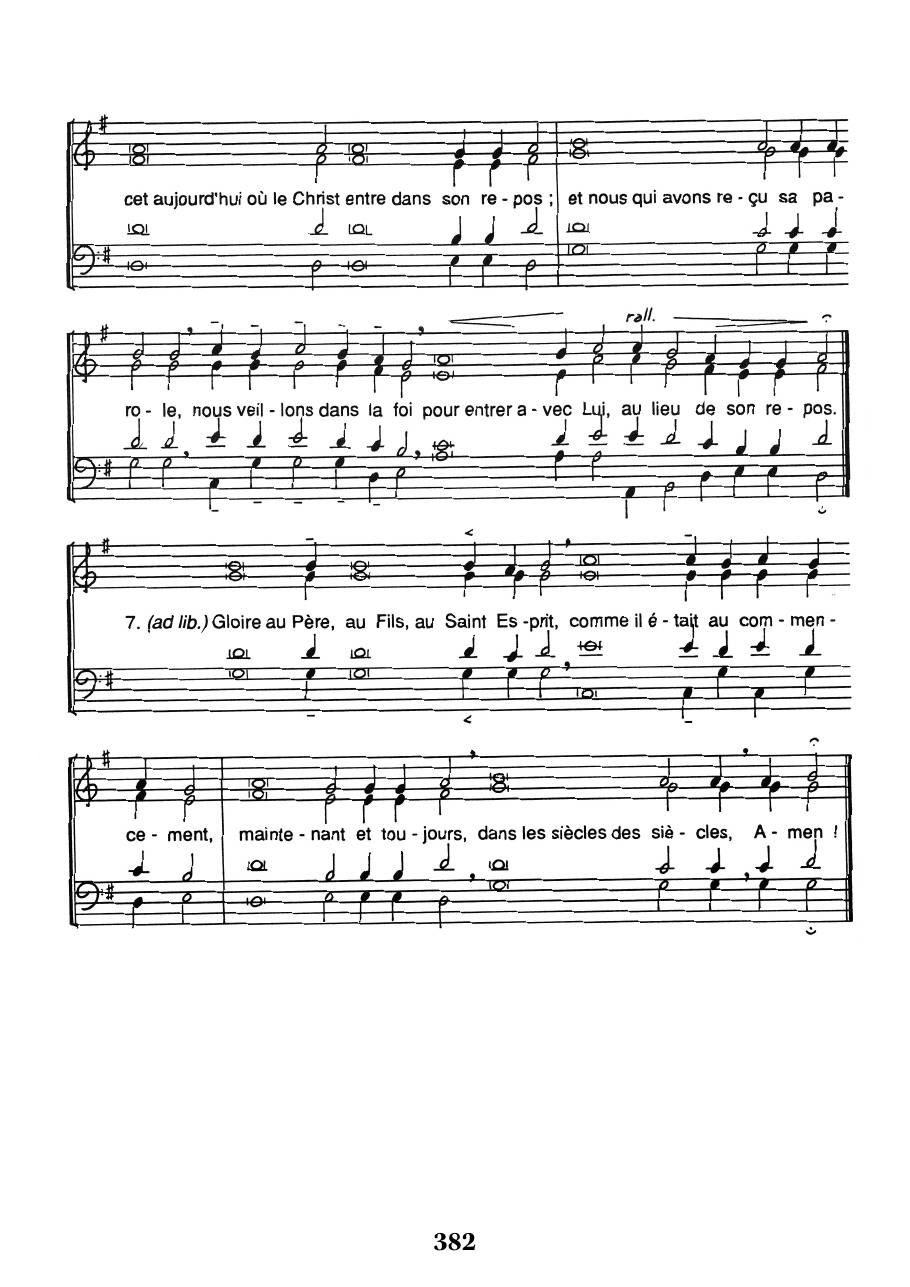 cet aujourd'hui où le Christ entre dans son re - pos ; et nous qui avons re - çu sa pa -
rall.
ro - le, nous veil - lons dans la foi pour entrer a - vec Lui, au lieu de son re - pos.
7. (ad lib.) Gloire au Père, au Fils, au Saint Es - prit, comme il é - tait au com - men -
ce - ment, mainte - nant et tou - jours, dans les siècles des siè - cles, A - men !
382